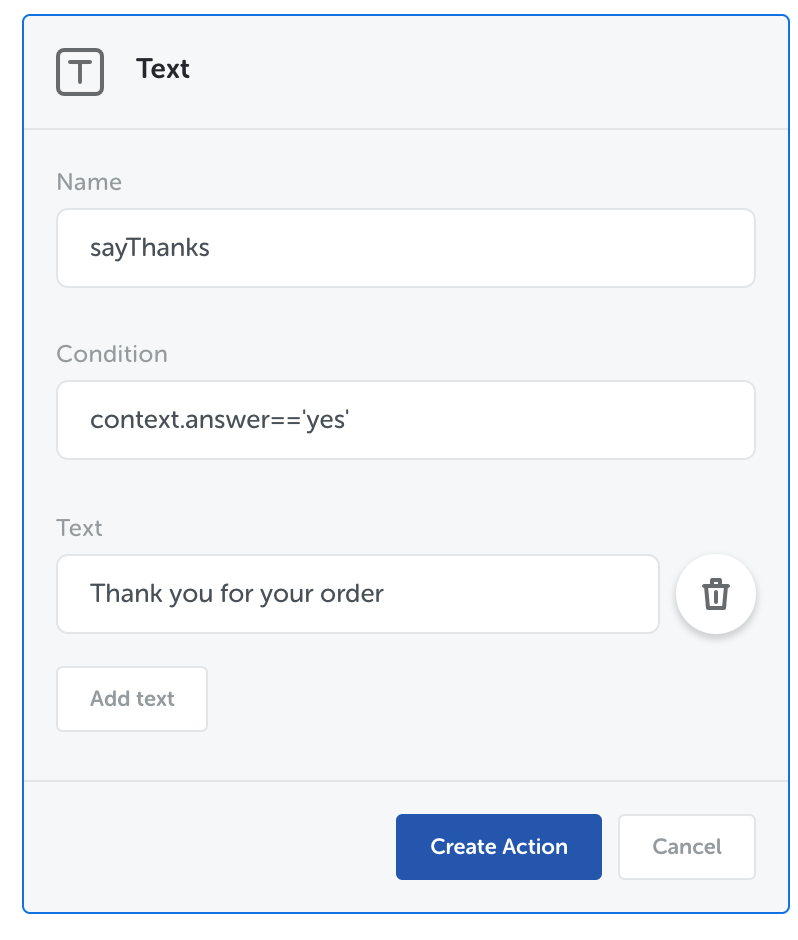 T
Text
Name
sayThanks
Condition
context.answer=='yes'
Text
Thank you for your order
Add text
Create Action
Cancel